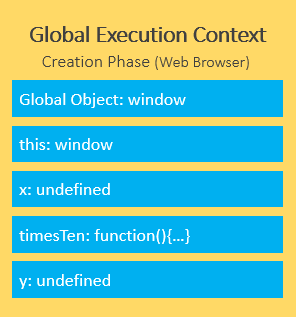 Global Execution Context
Creation Phase (Web Browser)
Global Object: window
this: window
x: undefined
timesTen: function(){...}
y: undefined